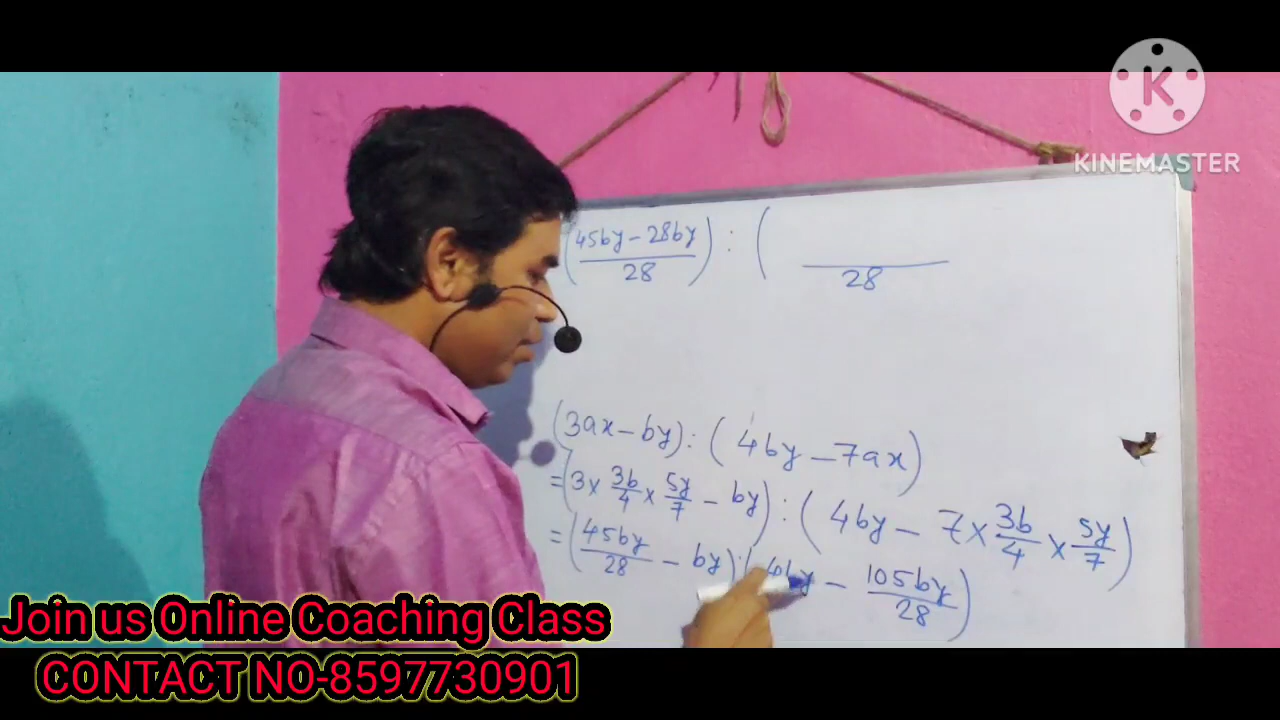 KINEMASTER
(45by - 28by / 28) : ( / 28
(3ax - by) : (4by - 7ax)
= (3 × 3b/4 × 5y/7 - by) : (4by - 7 × 3b/4 × 5y/7)
= (45by/28 - by) : (4by - 105by/28)
Join us Online Coaching Class
CONTACT NO-8597730901